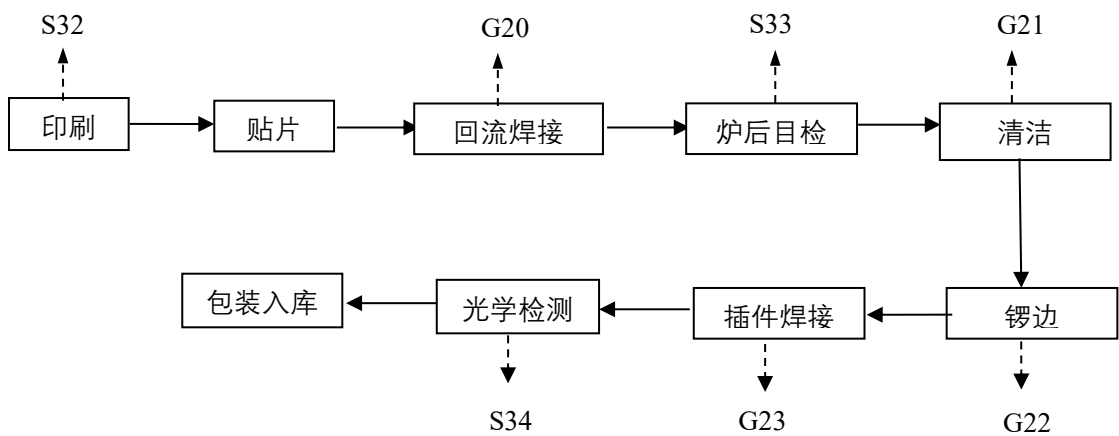 S32
G20
S33
G21
印刷
贴片
回流焊接
炉后目检
清洁
包装入库
光学检测
插件焊接
锣边
S34
G23
G22